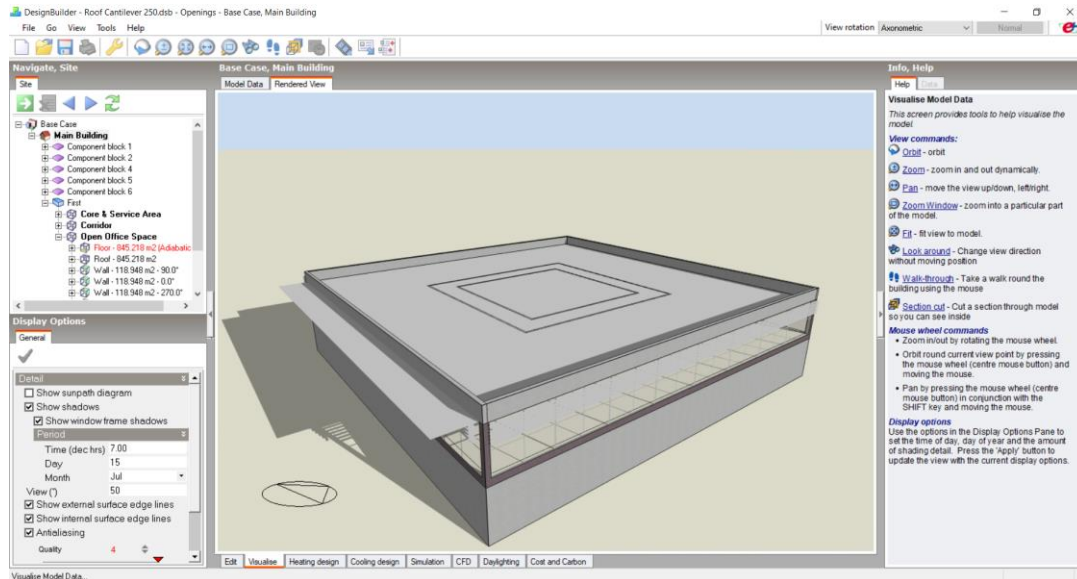 DesignBuilder - Roof Cantilever 250.dsb - Openings - Base Case, Main Building
File Go View Tools Help
View rotation Axonometric Normal
Navigate, Site
Site
Base Case
Main Building
Component block 1
Component block 2
Component block 4
Component block 5
Component block 6
First
Core & Service Area
Corridor
Open Office Space
Floor - 845.218 m2 (Adiabatic
Roof - 845.218 m2
Wall - 118.948 m2 - 90.0°
Wall - 118.948 m2 - 0.0°
Wall - 118.948 m2 - 270.0°
Display Options
General
Detail
Show sunpath diagram
Show shadows
Show window frame shadows
Period
Time (dec hrs) 7.00
Day 15
Month Jul
View (°) 50
Show external surface edge lines
Show internal surface edge lines
Antialiasing
Quality 4
Base Case, Main Building
Model Data Rendered View
Edit Visualise Heating design Cooling design Simulation CFD Daylighting Cost and Carbon
Info, Help
Help Data
Visualise Model Data
This screen provides tools to help visualise the
model.
View commands:
Orbit - orbit
Zoom - zoom in and out dynamically.
Pan - move the view up/down, left/right.
Zoom Window - zoom into a particular part
of the model.
Fit - fit view to model.
Look around - Change view direction
without moving position
Walk-through - Take a walk round the
building using the mouse
Section cut - Cut a section through model
so you can see inside
Mouse wheel commands
• Zoom in/out by rotating the mouse wheel.
• Orbit round current view point by pressing
the mouse wheel (centre mouse button) and
moving the mouse.
• Pan by pressing the mouse wheel (centre
mouse button) in conjunction with the
SHIFT key and moving the mouse.
Display options
Use the options in the Display Options Pane to
set the time of day, day of year and the amount
of shading detail. Press the 'Apply' button to
update the view with the current display options.
Visualise Model Data...